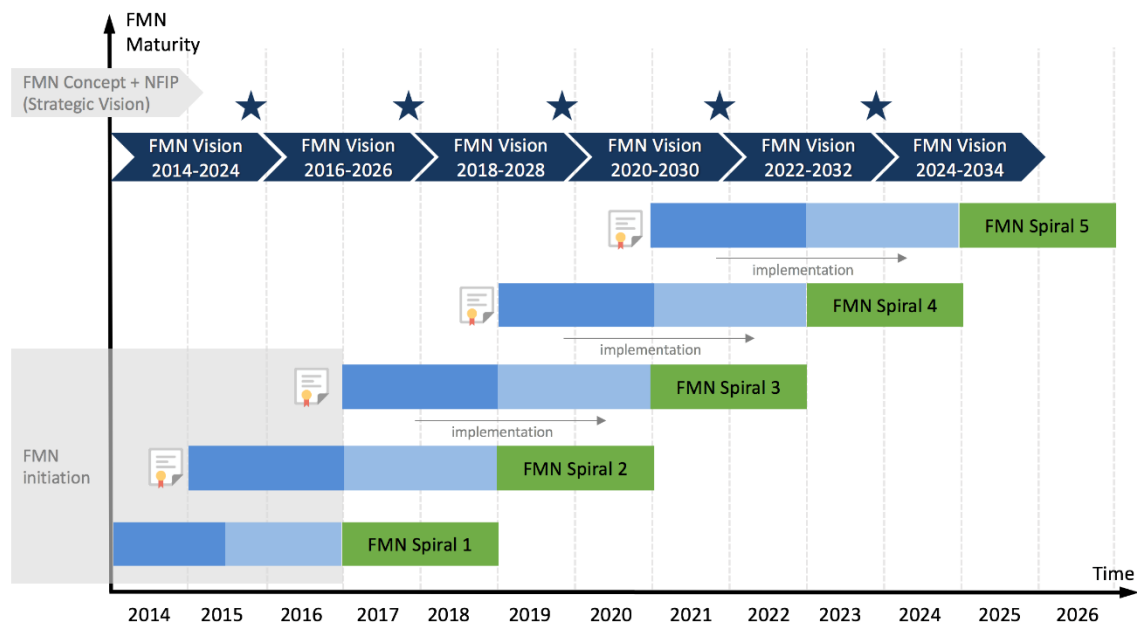 FMN
Maturity
FMN Concept + NFIP
(Strategic Vision)
FMN Vision
2014-2024
FMN Vision
2016-2026
FMN Vision
2018-2028
FMN Vision
2020-2030
FMN Vision
2022-2032
FMN Vision
2024-2034
FMN Spiral 5
implementation
FMN Spiral 4
implementation
FMN Spiral 3
implementation
FMN
initiation
FMN Spiral 2
FMN Spiral 1
Time
2014 2015 2016 2017 2018 2019 2020 2021 2022 2023 2024 2025 2026